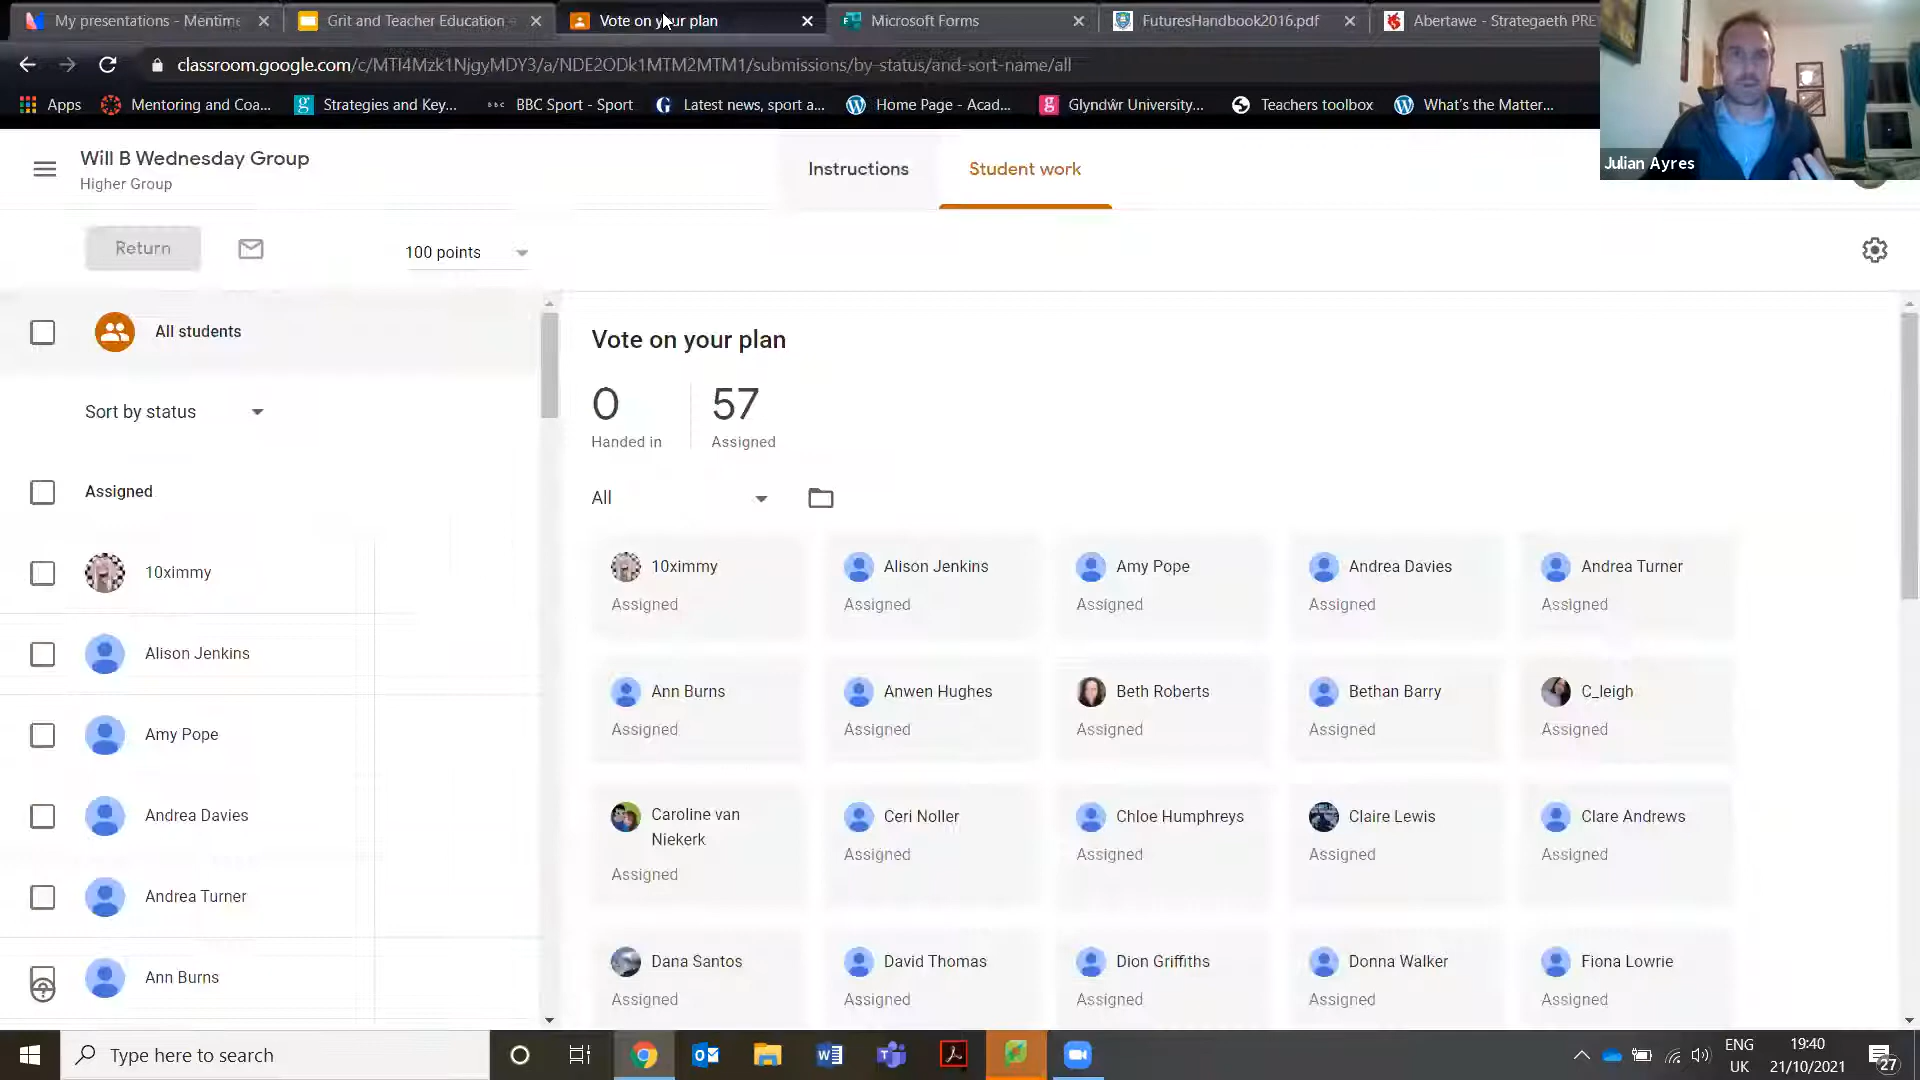 My presentations - Mentime
Grit and Teacher Education -
Vote on your plan
Microsoft Forms
FuturesHandbook2016.pdf
Abertawe - Strategaeth PRE
classroom.google.com/c/MTI4Mzk1NjgyMDY3/a/NDE2ODk1MTM2MTM1/submissions/by-status/and-sort-name/all
Apps
Mentoring and Coa...
Strategies and Key...
BBC Sport - Sport
Latest news, sport a...
Home Page - Acad...
Glyndŵr University...
Teachers toolbox
What's the Matter...
Julian Ayres
Will B Wednesday Group
Higher Group
Instructions
Student work
Return
100 points
All students
Sort by status
Assigned
10ximmy
Alison Jenkins
Amy Pope
Andrea Davies
Andrea Turner
Ann Burns
Vote on your plan
0
Handed in
57
Assigned
All
10ximmy
Assigned
Alison Jenkins
Assigned
Amy Pope
Assigned
Andrea Davies
Assigned
Andrea Turner
Assigned
Ann Burns
Assigned
Anwen Hughes
Assigned
Beth Roberts
Assigned
Bethan Barry
Assigned
C_leigh
Assigned
Caroline van
Niekerk
Assigned
Ceri Noller
Assigned
Chloe Humphreys
Assigned
Claire Lewis
Assigned
Clare Andrews
Assigned
Dana Santos
Assigned
David Thomas
Assigned
Dion Griffiths
Assigned
Donna Walker
Assigned
Fiona Lowrie
Assigned
Type here to search
ENG
UK
19:40
21/10/2021
27